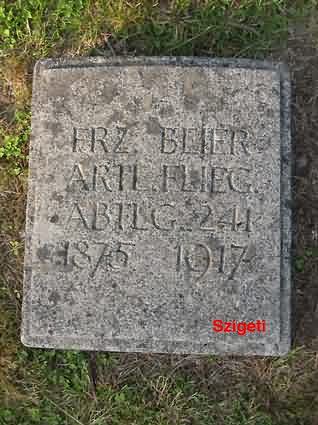 FRZ. BEIER
ARTL. FLIEG.
ABTLG. 241
1875 1917
Szigeti